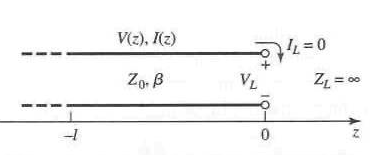 V(z), I(z)
I_L = 0
+
Z_0, β
V_L
Z_L = ∞
–
–l
0
z